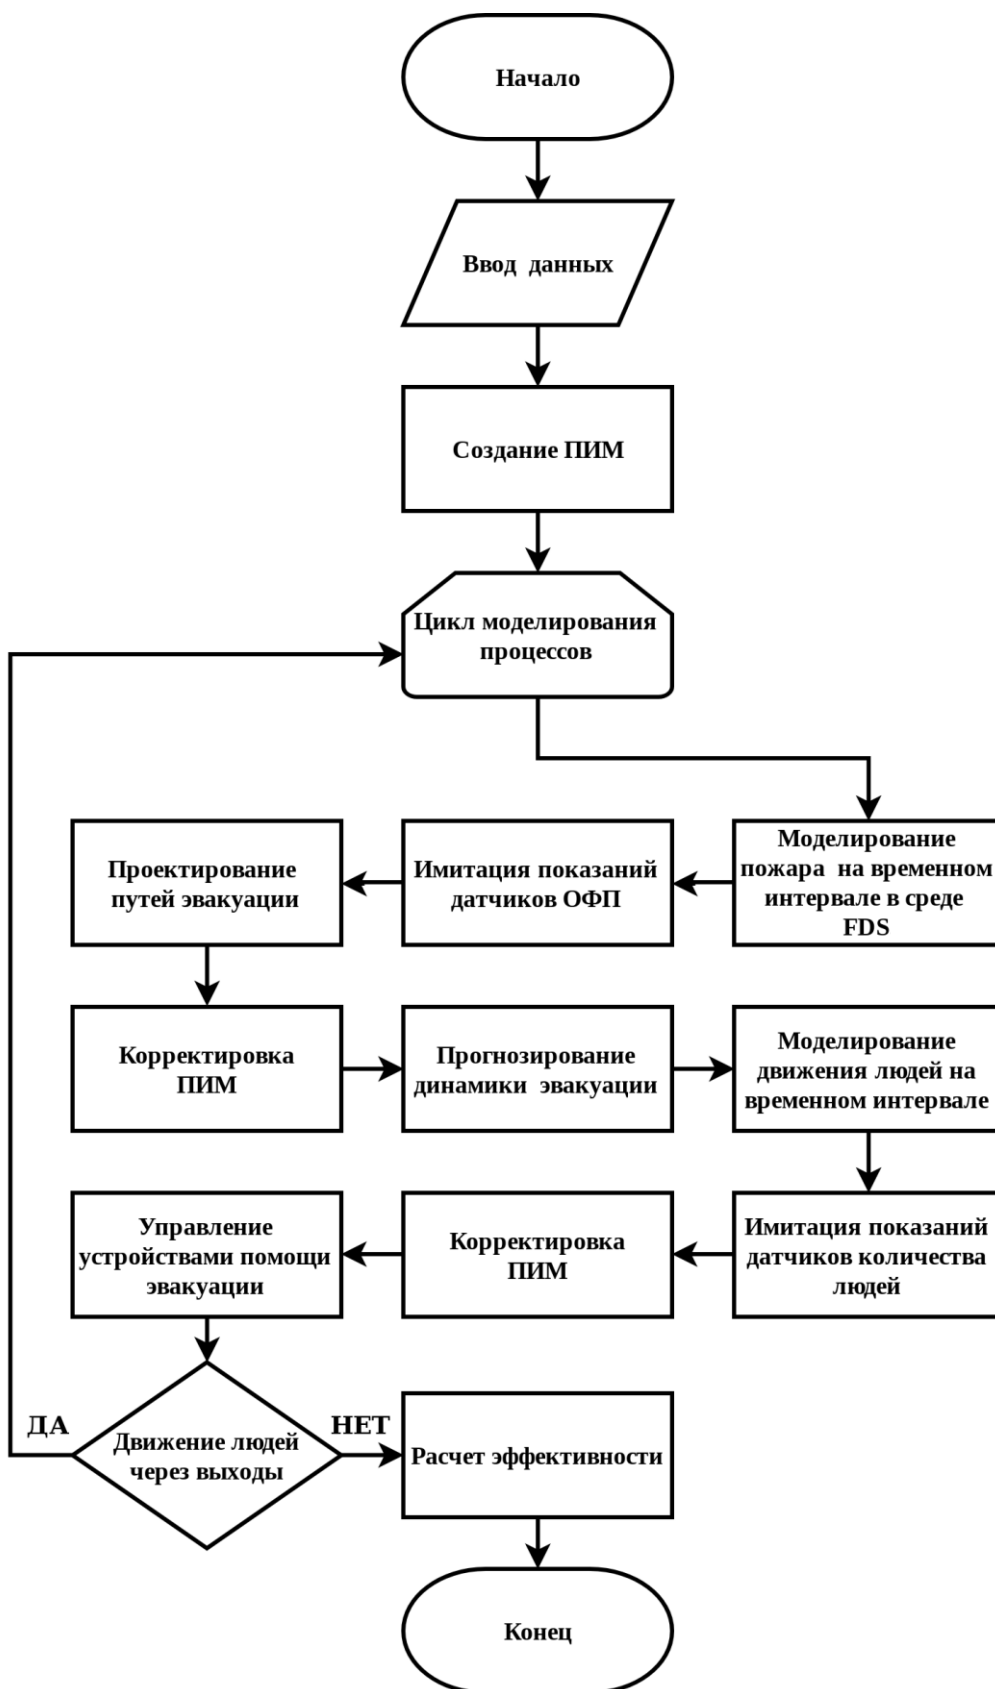 Начало
Ввод данных
Создание ПИМ
Цикл моделирования
процессов
Моделирование
пожара на временном
интервале в среде
FDS
Имитация показаний
датчиков ОФП
Проектирование
путей эвакуации
Корректировка
ПИМ
Прогнозирование
динамики эвакуации
Моделирование
движения людей на
временном интервале
Имитация показаний
датчиков количества
людей
Корректировка
ПИМ
Управление
устройствами помощи
эвакуации
Движение людей
через выходы
ДА
НЕТ
Расчет эффективности
Конец